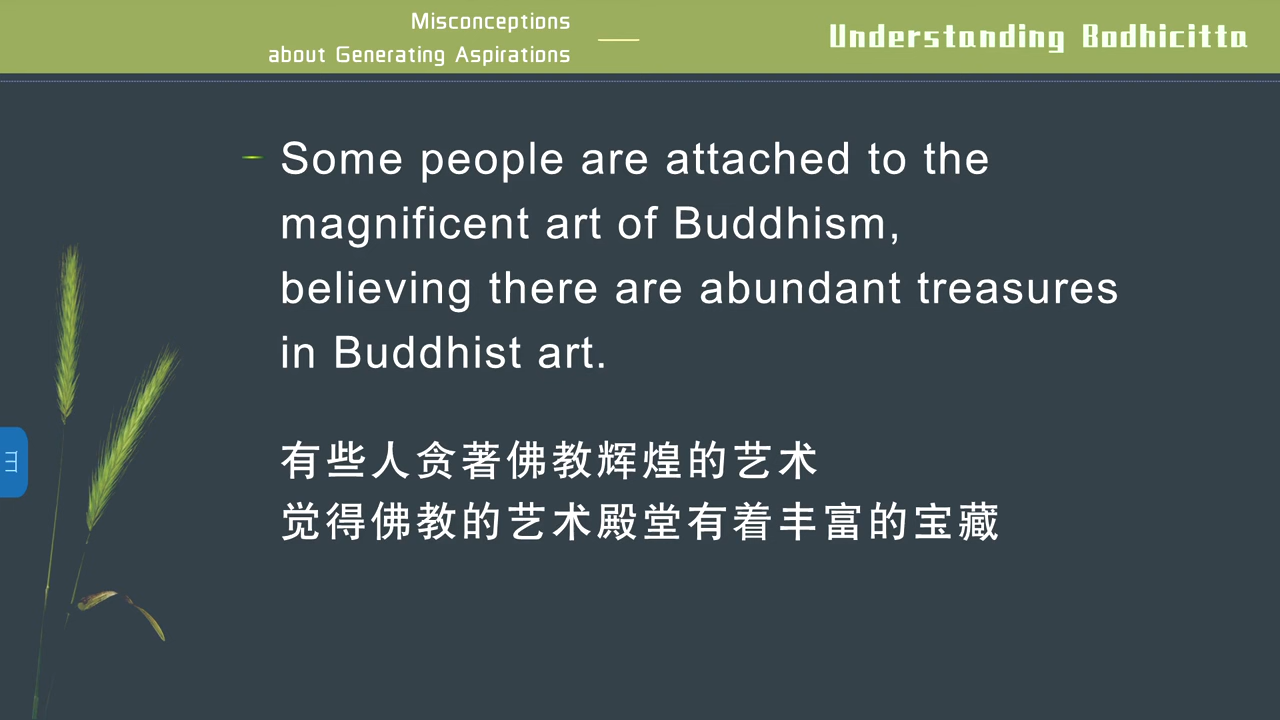 Misconceptions
about Generating Aspirations
Understanding Bodhicitta
Some people are attached to the
magnificent art of Buddhism,
believing there are abundant treasures
in Buddhist art.
有些人贪著佛教辉煌的艺术
觉得佛教的艺术殿堂有着丰富的宝藏